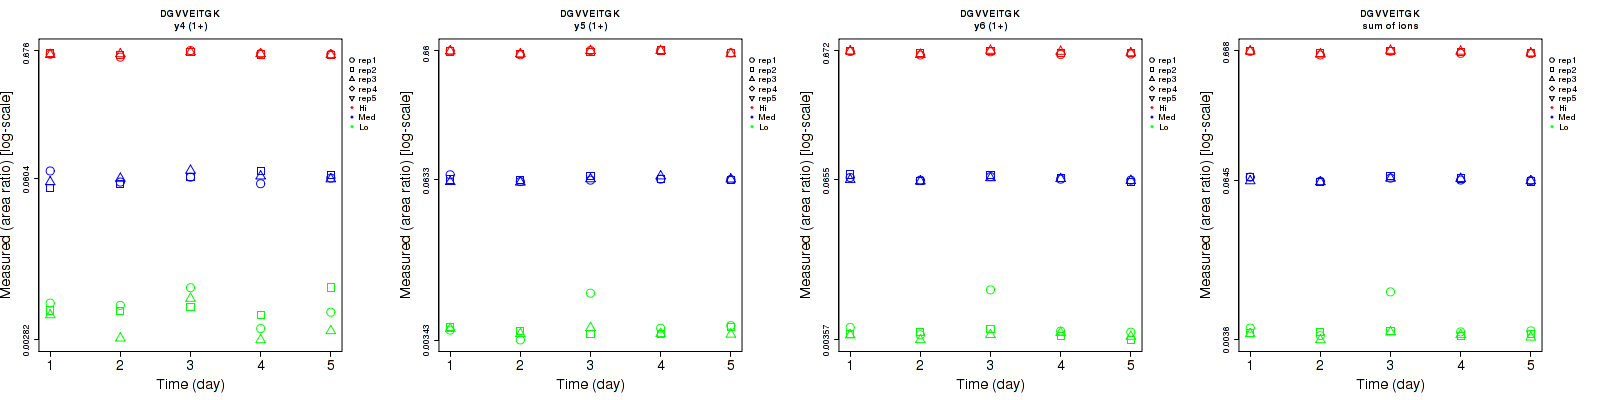 DGVVEITGK
y4 (1+)
Measured (area ratio) [log-scale]
0.676
0.0604
0.00282
1 2 3 4 5
Time (day)
rep1
rep2
rep3
rep4
rep5
Hi
Med
Lo
DGVVEITGK
y5 (1+)
Measured (area ratio) [log-scale]
0.66
0.0633
0.00343
1 2 3 4 5
Time (day)
rep1
rep2
rep3
rep4
rep5
Hi
Med
Lo
DGVVEITGK
y6 (1+)
Measured (area ratio) [log-scale]
0.672
0.0655
0.00357
1 2 3 4 5
Time (day)
rep1
rep2
rep3
rep4
rep5
Hi
Med
Lo
DGVVEITGK
sum of ions
Measured (area ratio) [log-scale]
0.668
0.0645
0.0036
1 2 3 4 5
Time (day)
rep1
rep2
rep3
rep4
rep5
Hi
Med
Lo